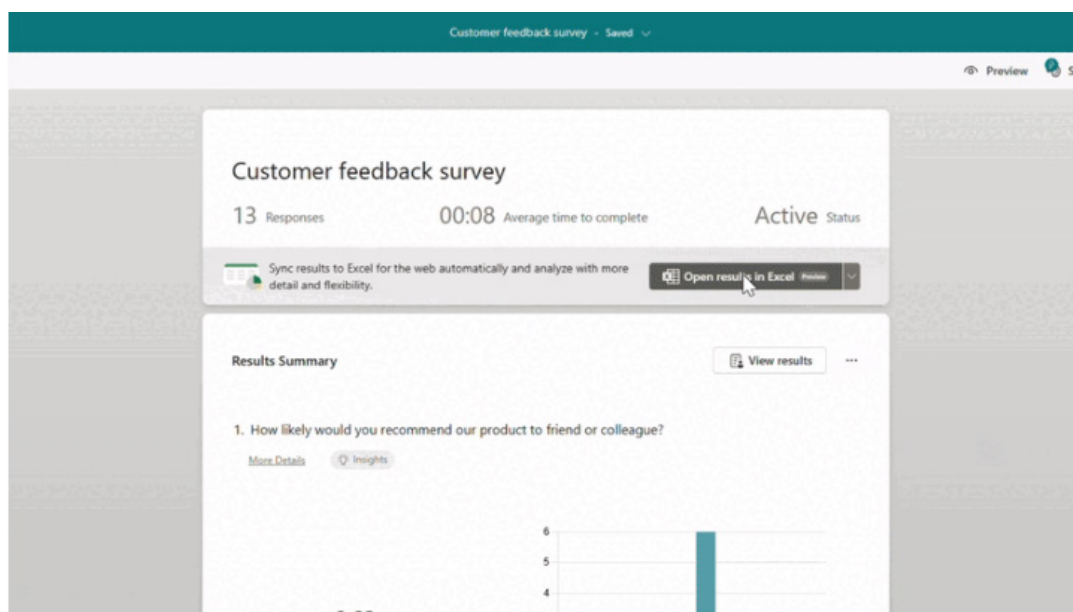 Customer feedback survey - Saved
Preview
Customer feedback survey
13 Responses
00:08 Average time to complete
Active Status
Sync results to Excel for the web automatically and analyze with more
detail and flexibility.
Open results in Excel Preview
Results Summary
View results
1. How likely would you recommend our product to friend or colleague?
More Details
Insights
6
5
4